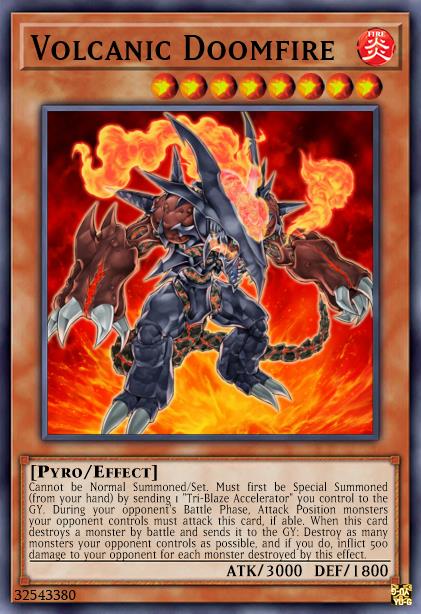 VOLCANIC DOOMFIRE
FIRE
炎
[PYRO/EFFECT]
Cannot be Normal Summoned/Set. Must first be Special Summoned
(from your hand) by sending 1 "Tri-Blaze Accelerator" you control to the
GY. During your opponent's Battle Phase, Attack Position monsters
your opponent controls must attack this card, if able. When this card
destroys a monster by battle and sends it to the GY: Destroy as many
monsters your opponent controls as possible, and if you do, inflict 500
damage to your opponent for each monster destroyed by this effect.
ATK/3000 DEF/1800
32543380